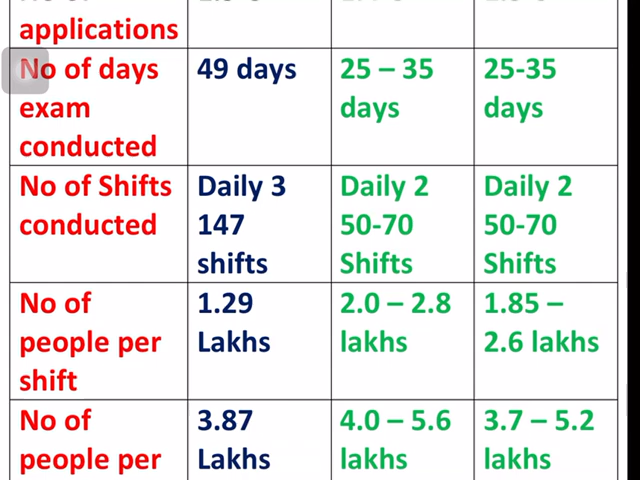 applications
No of days 49 days 25 – 35 25-35
exam days days
conducted
No of Shifts Daily 3 Daily 2 Daily 2
conducted 147 50-70 50-70
shifts Shifts Shifts
No of 1.29 2.0 – 2.8 1.85 –
people per Lakhs lakhs 2.6 lakhs
shift
No of 3.87 4.0 – 5.6 3.7 – 5.2
people per Lakhs lakhs lakhs